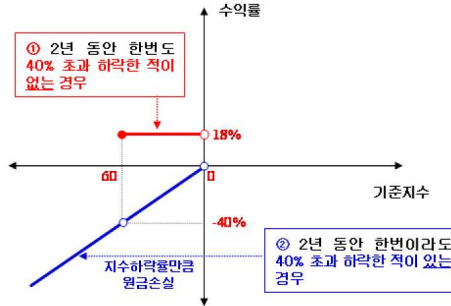 수익률
① 2년 동안 한번도
40% 초과 하락한 적이
없는 경우
18%
60
0
기준지수
-40%
지수하락률만큼
원금손실
② 2년 동안 한번이라도
40% 초과 하락한 적이 있는
경우